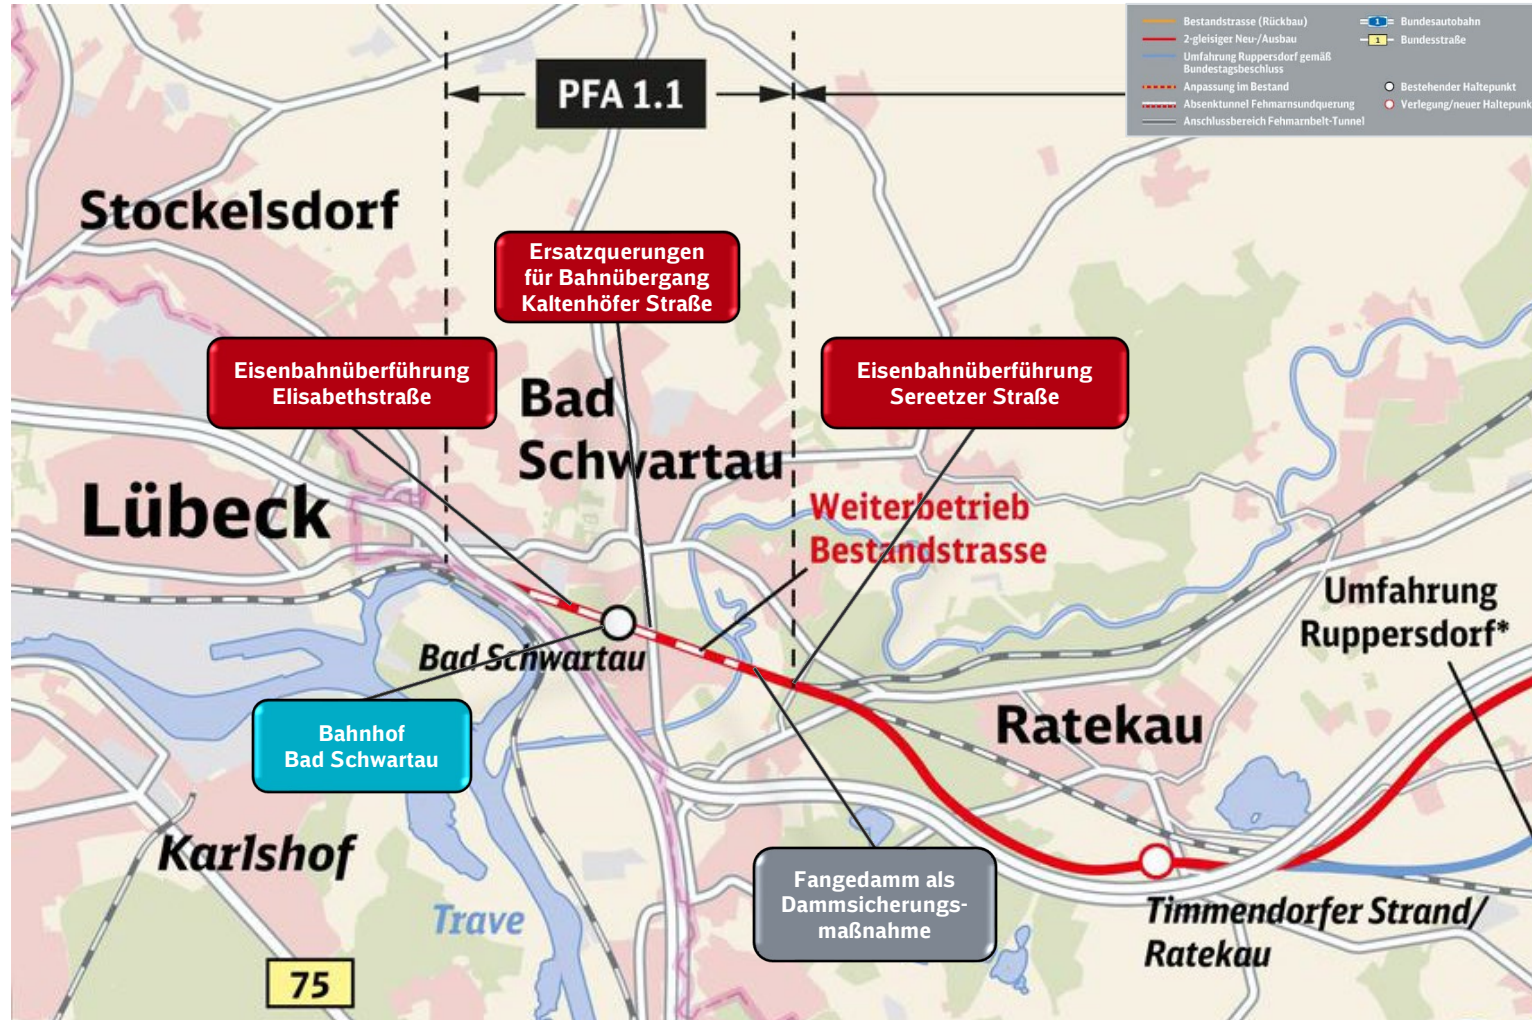 PFA 1.1
Bestandstrasse (Rückbau)
2-gleisiger Neu-/Ausbau
Umfahrung Ruppersdorf gemäß
Bundestagsbeschluss
Anpassung im Bestand
Absenktunnel Fehmarnsundquerung
Anschlussbereich Fehmarnbelt-Tunnel
1
Bundesautobahn
1
Bundesstraße
Bestehender Haltepunkt
Verlegung/neuer Haltepunk
Stockelsdorf
Ersatzquerungen
für Bahnübergang
Kaltenhöfer Straße
Eisenbahnüberführung
Elisabethstraße
Eisenbahnüberführung
Sereetzer Straße
Bad
Schwartau
Lübeck
Weiterbetrieb
Bestandstrasse
Umfahrung
Ruppersdorf*
Bad Schwartau
Bahnhof
Bad Schwartau
Ratekau
Karlshof
Fangedamm als
Dammsicherungs-
maßnahme
Trave
Timmendorfer Strand/
Ratekau
75